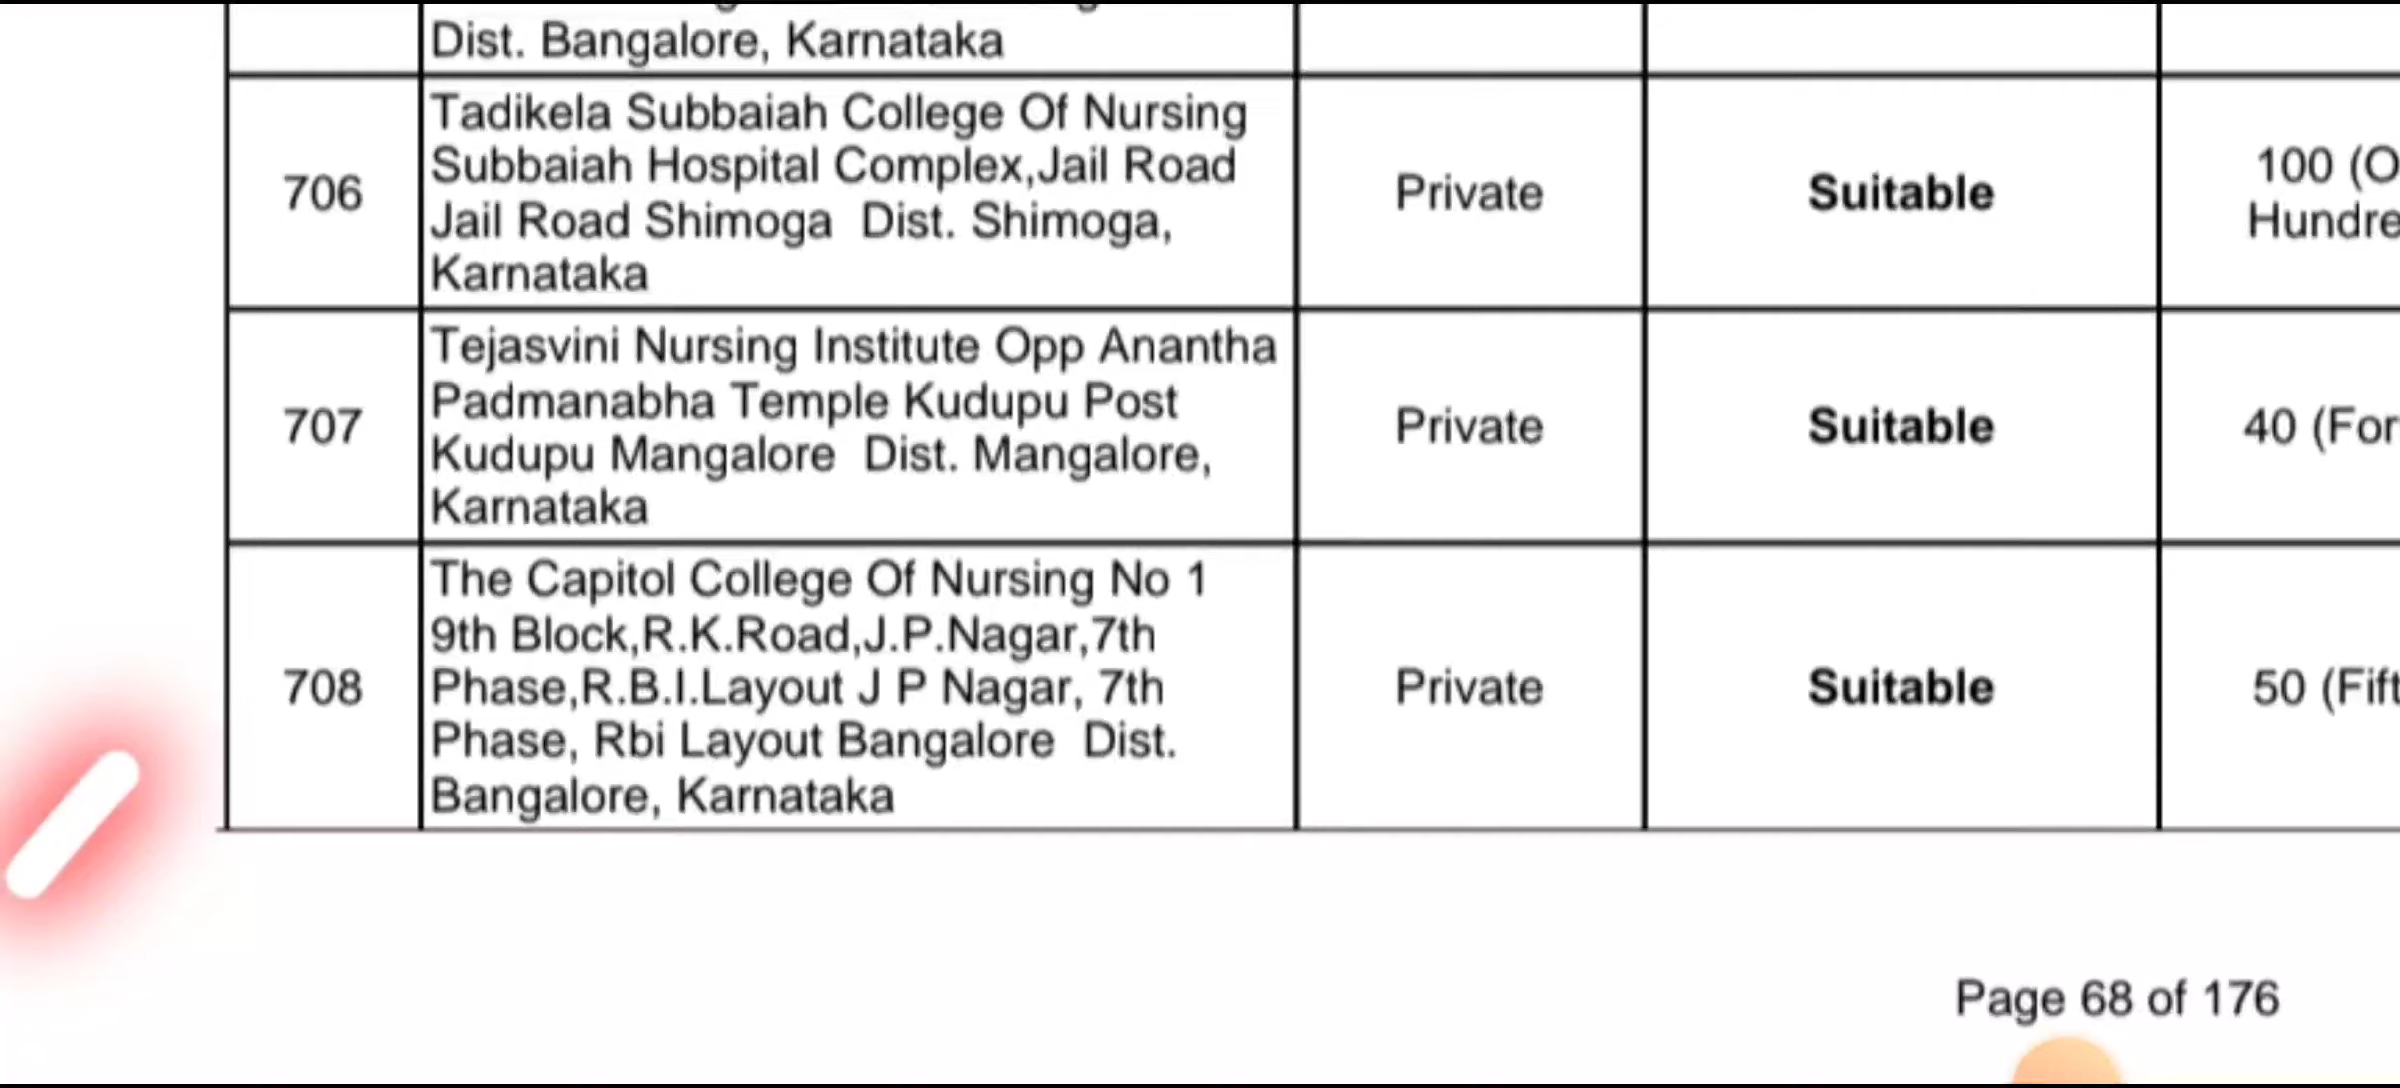 Dist. Bangalore, Karnataka
706
Tadikela Subbaiah College Of Nursing
Subbaiah Hospital Complex,Jail Road
Jail Road Shimoga  Dist. Shimoga,
Karnataka
Private
Suitable
100 (O
Hundre
707
Tejasvini Nursing Institute Opp Anantha
Padmanabha Temple Kudupu Post
Kudupu Mangalore  Dist. Mangalore,
Karnataka
Private
Suitable
40 (For
708
The Capitol College Of Nursing No 1
9th Block,R.K.Road,J.P.Nagar,7th
Phase,R.B.I.Layout J P Nagar, 7th
Phase, Rbi Layout Bangalore  Dist.
Bangalore, Karnataka
Private
Suitable
50 (Fift
Page 68 of 176